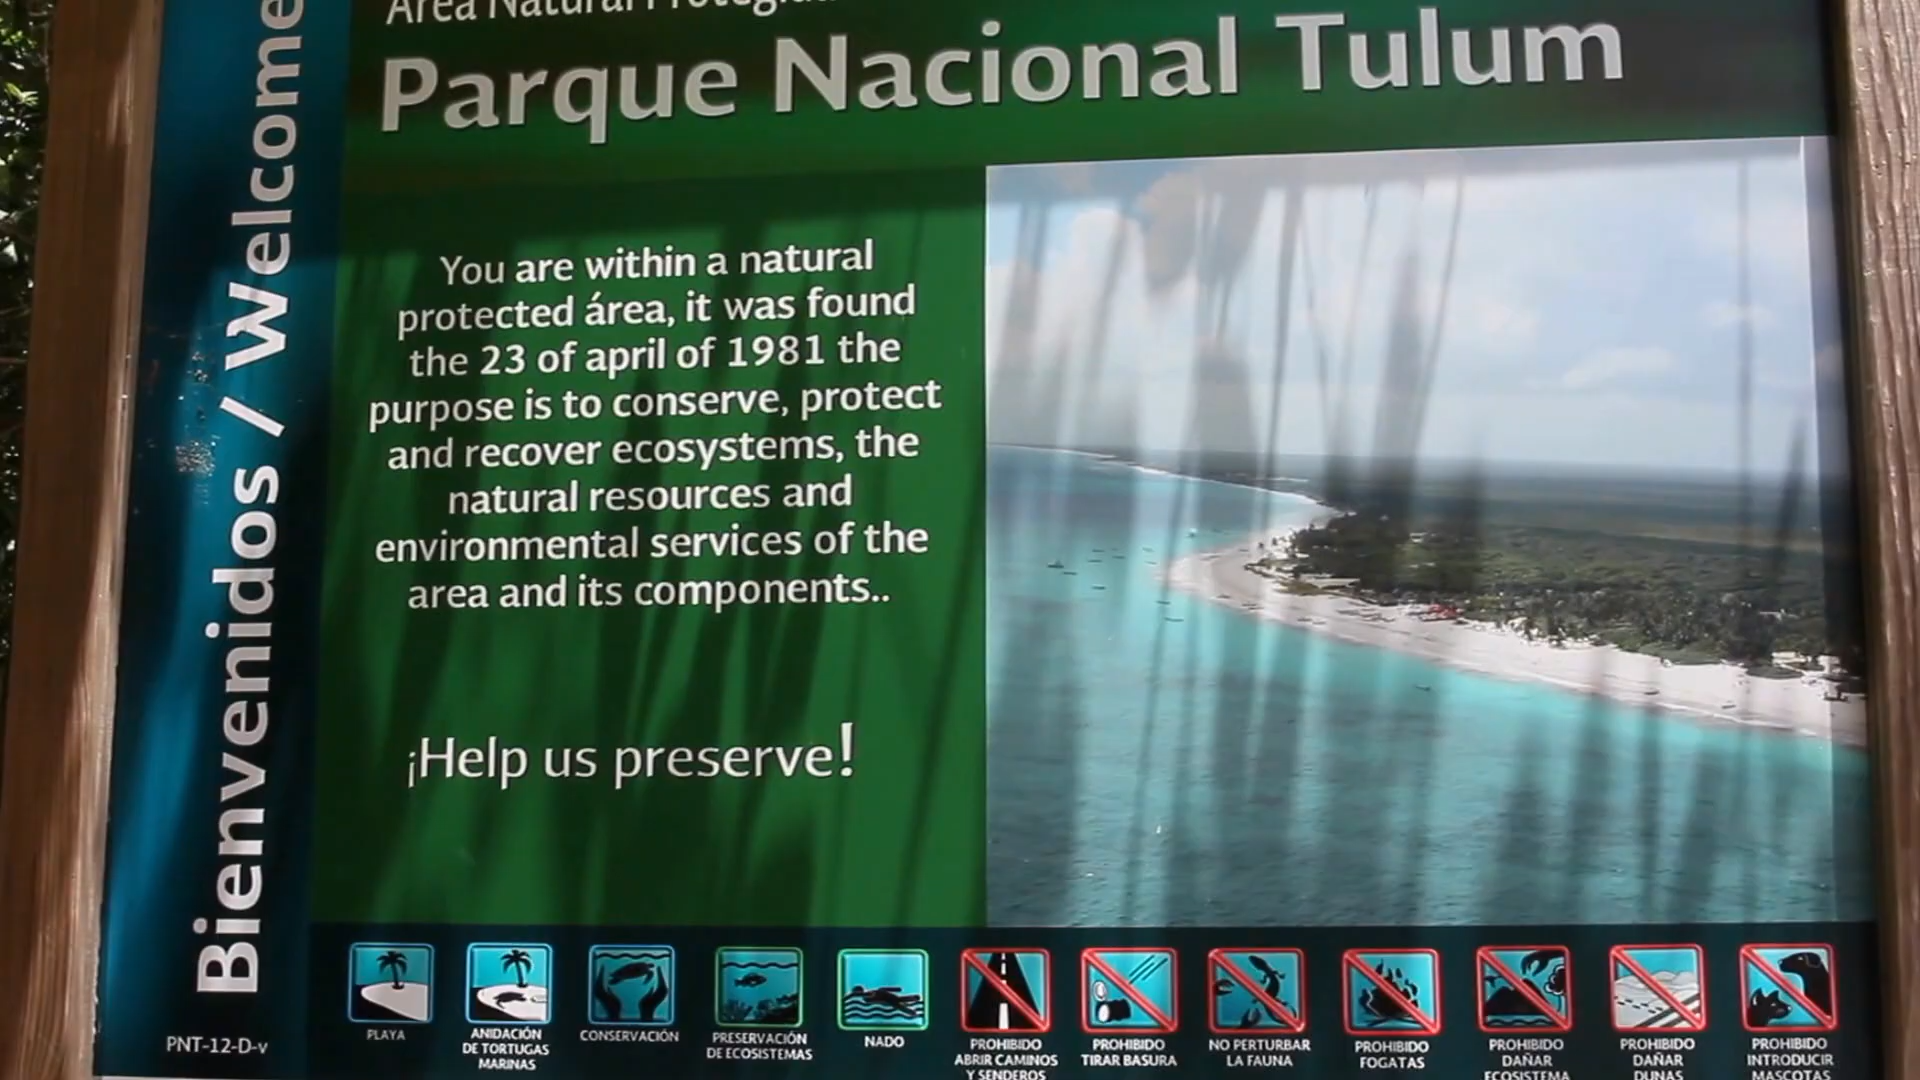 Área Natural Protegida
Parque Nacional Tulum
Bienvenidos / Welcome
You are within a natural
protected área, it was found
the 23 of april of 1981 the
purpose is to conserve, protect
and recover ecosystems, the
natural resources and
environmental services of the
area and its components..
¡Help us preserve!
PNT-12-D-v
PLAYA
ANIDACIÓN
DE TORTUGAS
MARINAS
CONSERVACIÓN
PRESERVACIÓN
DE ECOSISTEMAS
NADO
PROHIBIDO
ABRIR CAMINOS
Y SENDEROS
PROHIBIDO
TIRAR BASURA
NO PERTURBAR
LA FAUNA
PROHIBIDO
FOGATAS
PROHIBIDO
DAÑAR
ECOSISTEMA
PROHIBIDO
DAÑAR
DUNAS
PROHIBIDO
INTRODUCIR
MASCOTAS